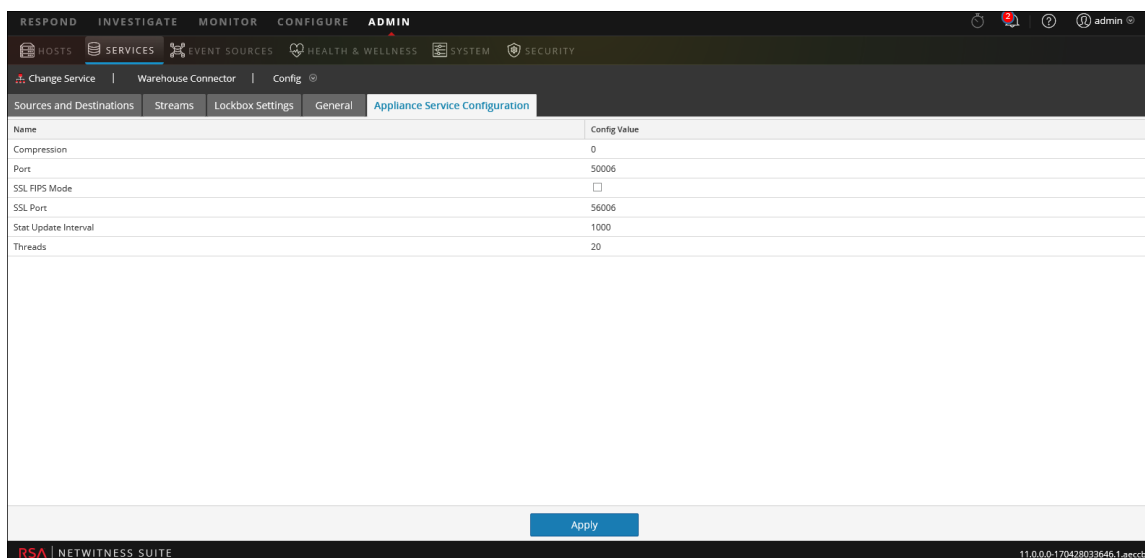 RESPOND INVESTIGATE MONITOR CONFIGURE ADMIN 2 ? admin
HOSTS SERVICES EVENT SOURCES HEALTH & WELLNESS SYSTEM SECURITY
Change Service | Warehouse Connector | Config
Sources and Destinations Streams Lockbox Settings General Appliance Service Configuration
Name Config Value
Compression 0
Port 50006
SSL FIPS Mode
SSL Port 56006
Stat Update Interval 1000
Threads 20
Apply
RSA | NETWITNESS SUITE 11.0.0.0-170428033646.1.aecc